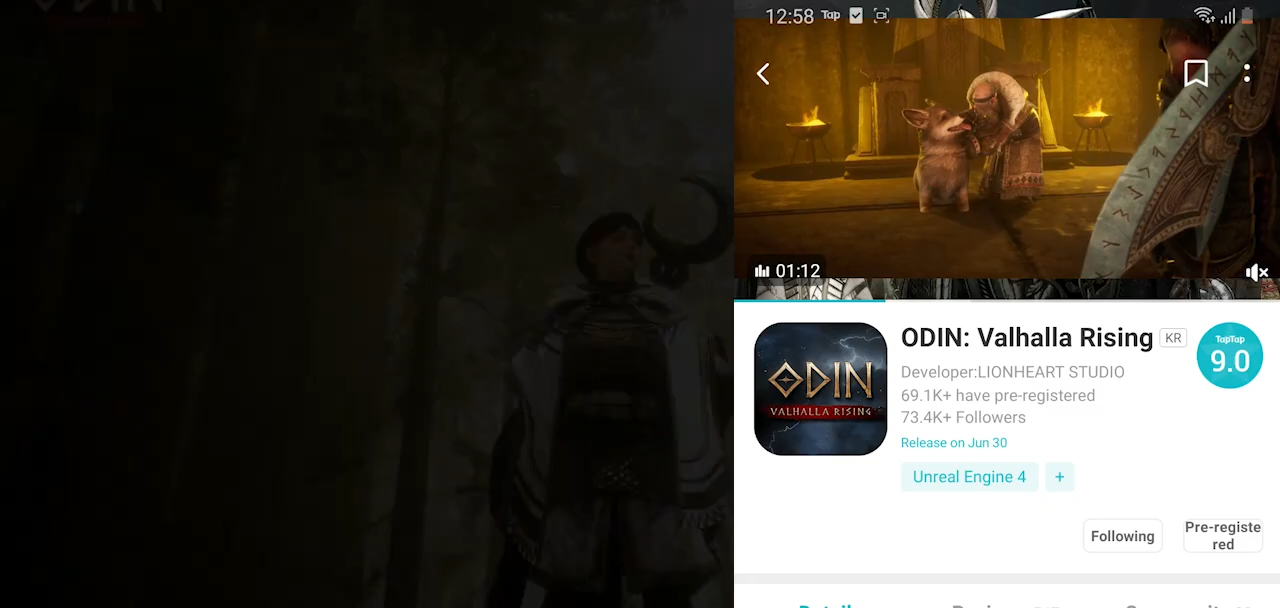 12:58 Tap
01:12
ODIN
VALHALLA RISING
ODIN: Valhalla Rising KR
TapTap
9.0
Developer:LIONHEART STUDIO
69.1K+ have pre-registered
73.4K+ Followers
Release on Jun 30
Unreal Engine 4 +
Following
Pre-registe
red